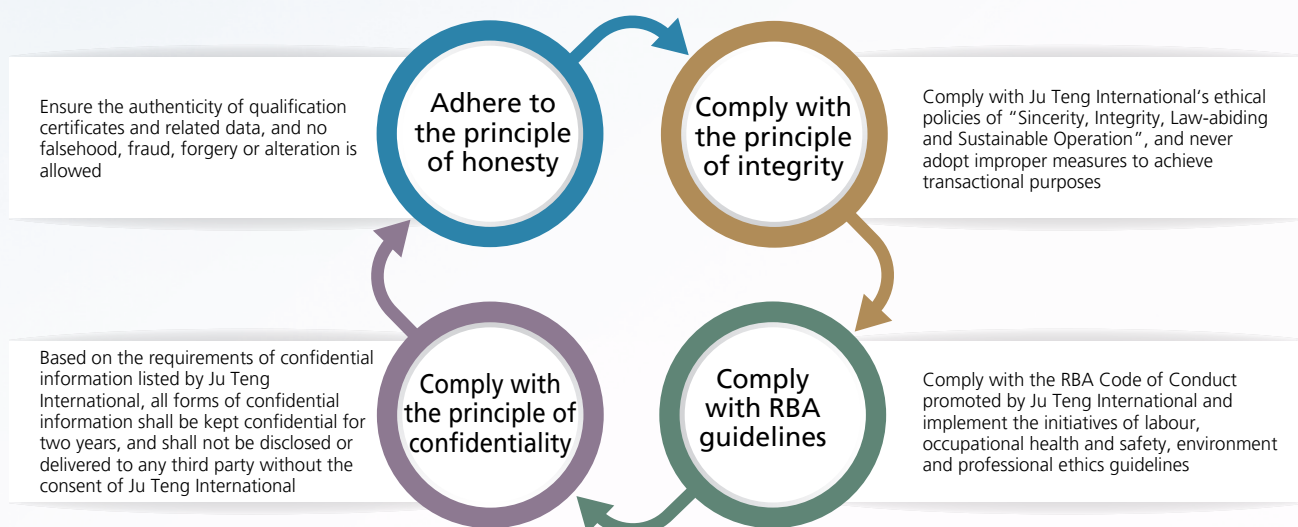 Ensure the authenticity of qualification
certificates and related data, and no
falsehood, fraud, forgery or alteration is
allowed
Adhere to
the principle
of honesty
Comply with
the principle
of integrity
Comply with Ju Teng International‘s ethical
policies of “Sincerity, Integrity, Law-abiding
and Sustainable Operation”, and never
adopt improper measures to achieve
transactional purposes
Based on the requirements of confidential
information listed by Ju Teng
International, all forms of confidential
information shall be kept confidential for
two years, and shall not be disclosed or
delivered to any third party without the
consent of Ju Teng International
Comply with
the principle of
confidentiality
Comply
with RBA
guidelines
Comply with the RBA Code of Conduct
promoted by Ju Teng International and
implement the initiatives of labour,
occupational health and safety, environment
and professional ethics guidelines